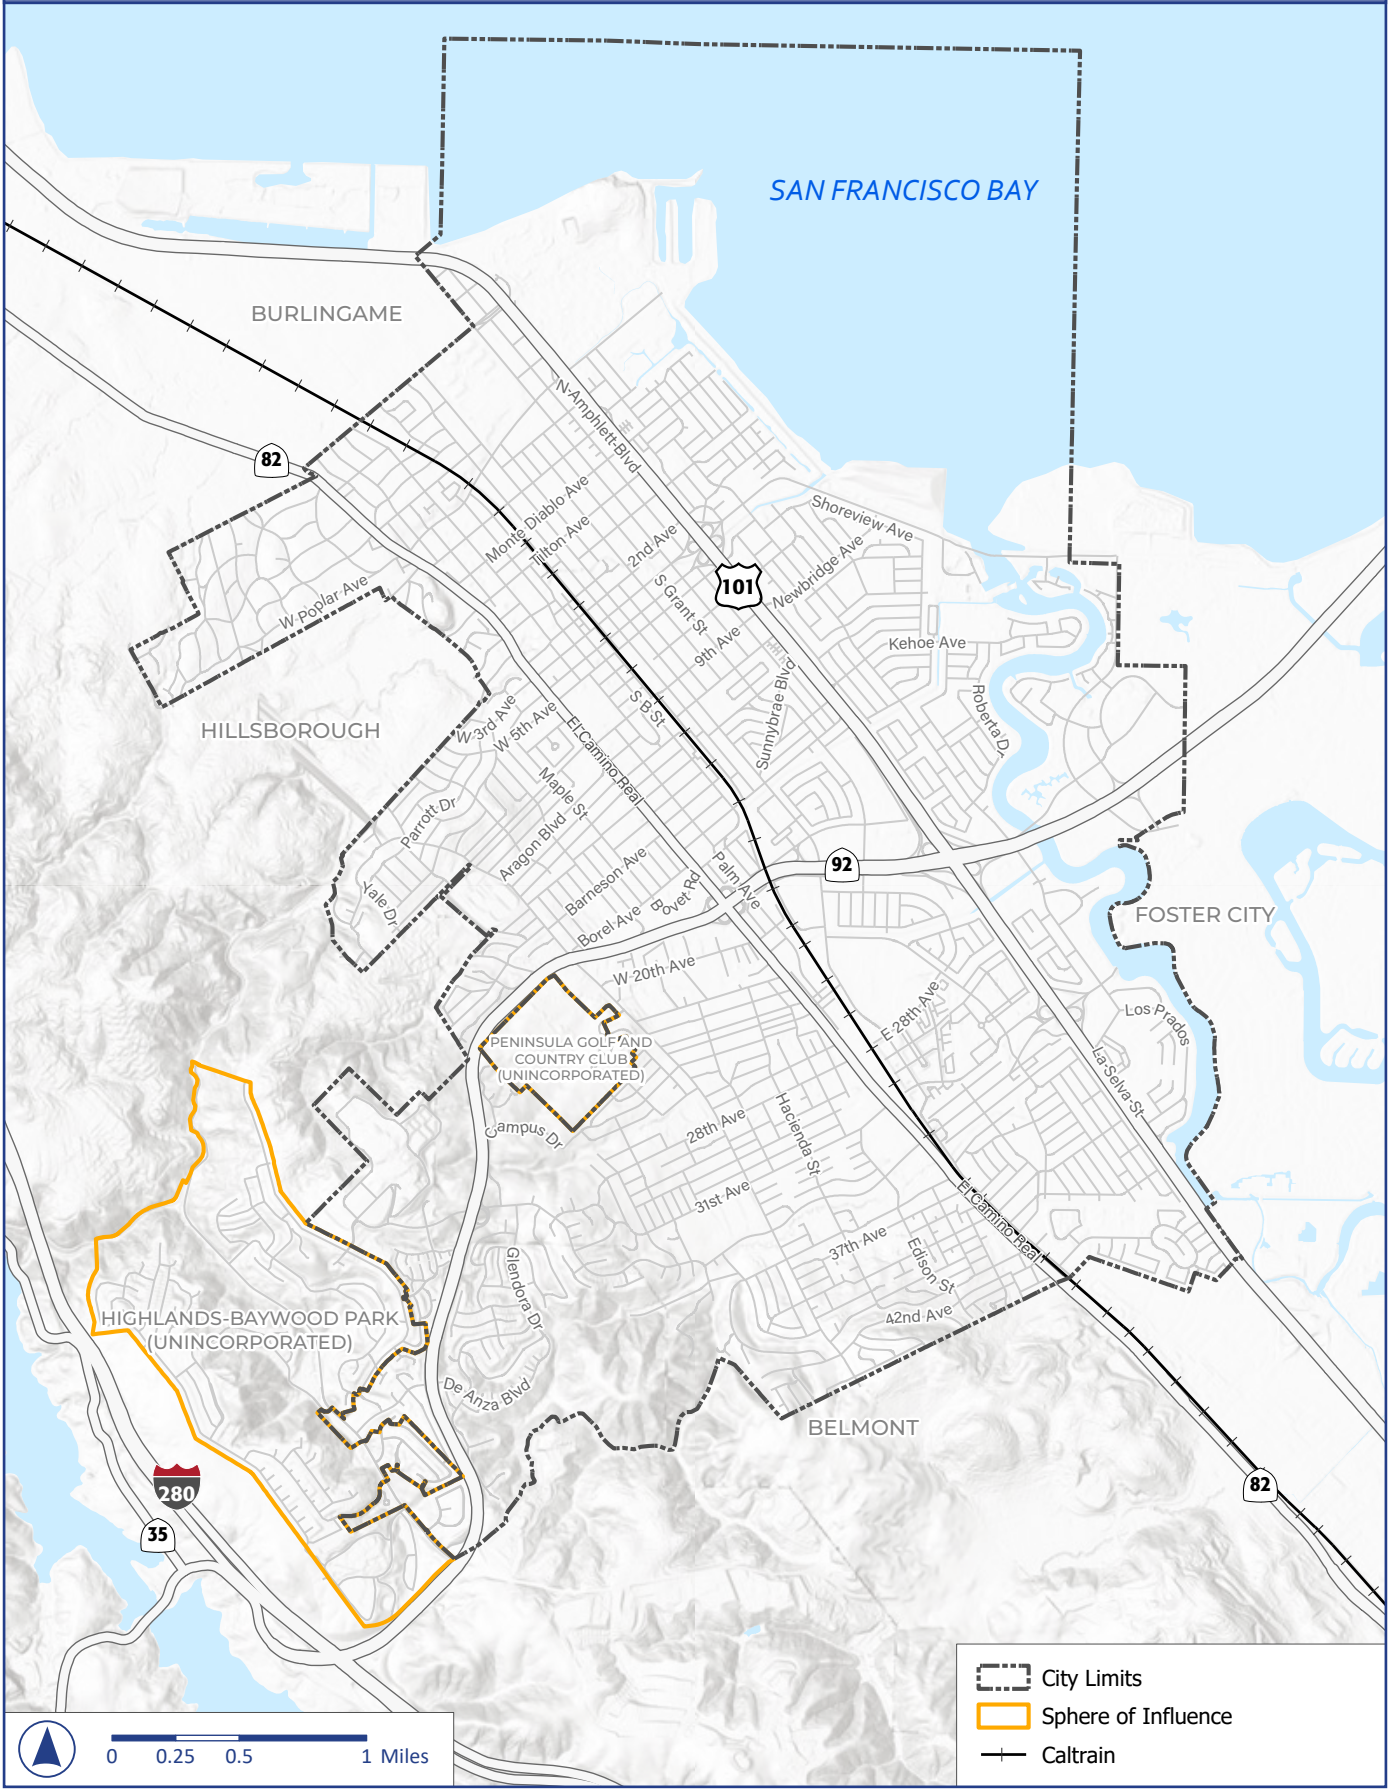 SAN FRANCISCO BAY
BURLINGAME
82
N Amphlett Blvd
Monte Diablo Ave
Tilton Ave
2nd Ave
Shoreview Ave
Newbridge Ave
101
S Grant St
9th Ave
W Poplar Ave
Kehoe Ave
HILLSBOROUGH
W 3rd Ave
W 5th Ave
S B St
El Camino Real
Sunnybrae Blvd
Roberta Dr
Maple St
Parrott Dr
Aragon Blvd
Barneson Ave
Palm Ave
92
Yale Dr
Bovet Rd
Borel Ave
FOSTER CITY
W 20th Ave
E 28th Ave
Los Prados
PENINSULA GOLF AND
COUNTRY CLUB
(UNINCORPORATED)
La Selva St
Campus Dr
28th Ave
Hacienda St
31st Ave
El Camino Real
37th Ave
Edison St
Glendora Dr
42nd Ave
HIGHLANDS-BAYWOOD PARK
(UNINCORPORATED)
De Anza Blvd
BELMONT
280
35
82
City Limits
Sphere of Influence
Caltrain
0 0.25 0.5 1 Miles